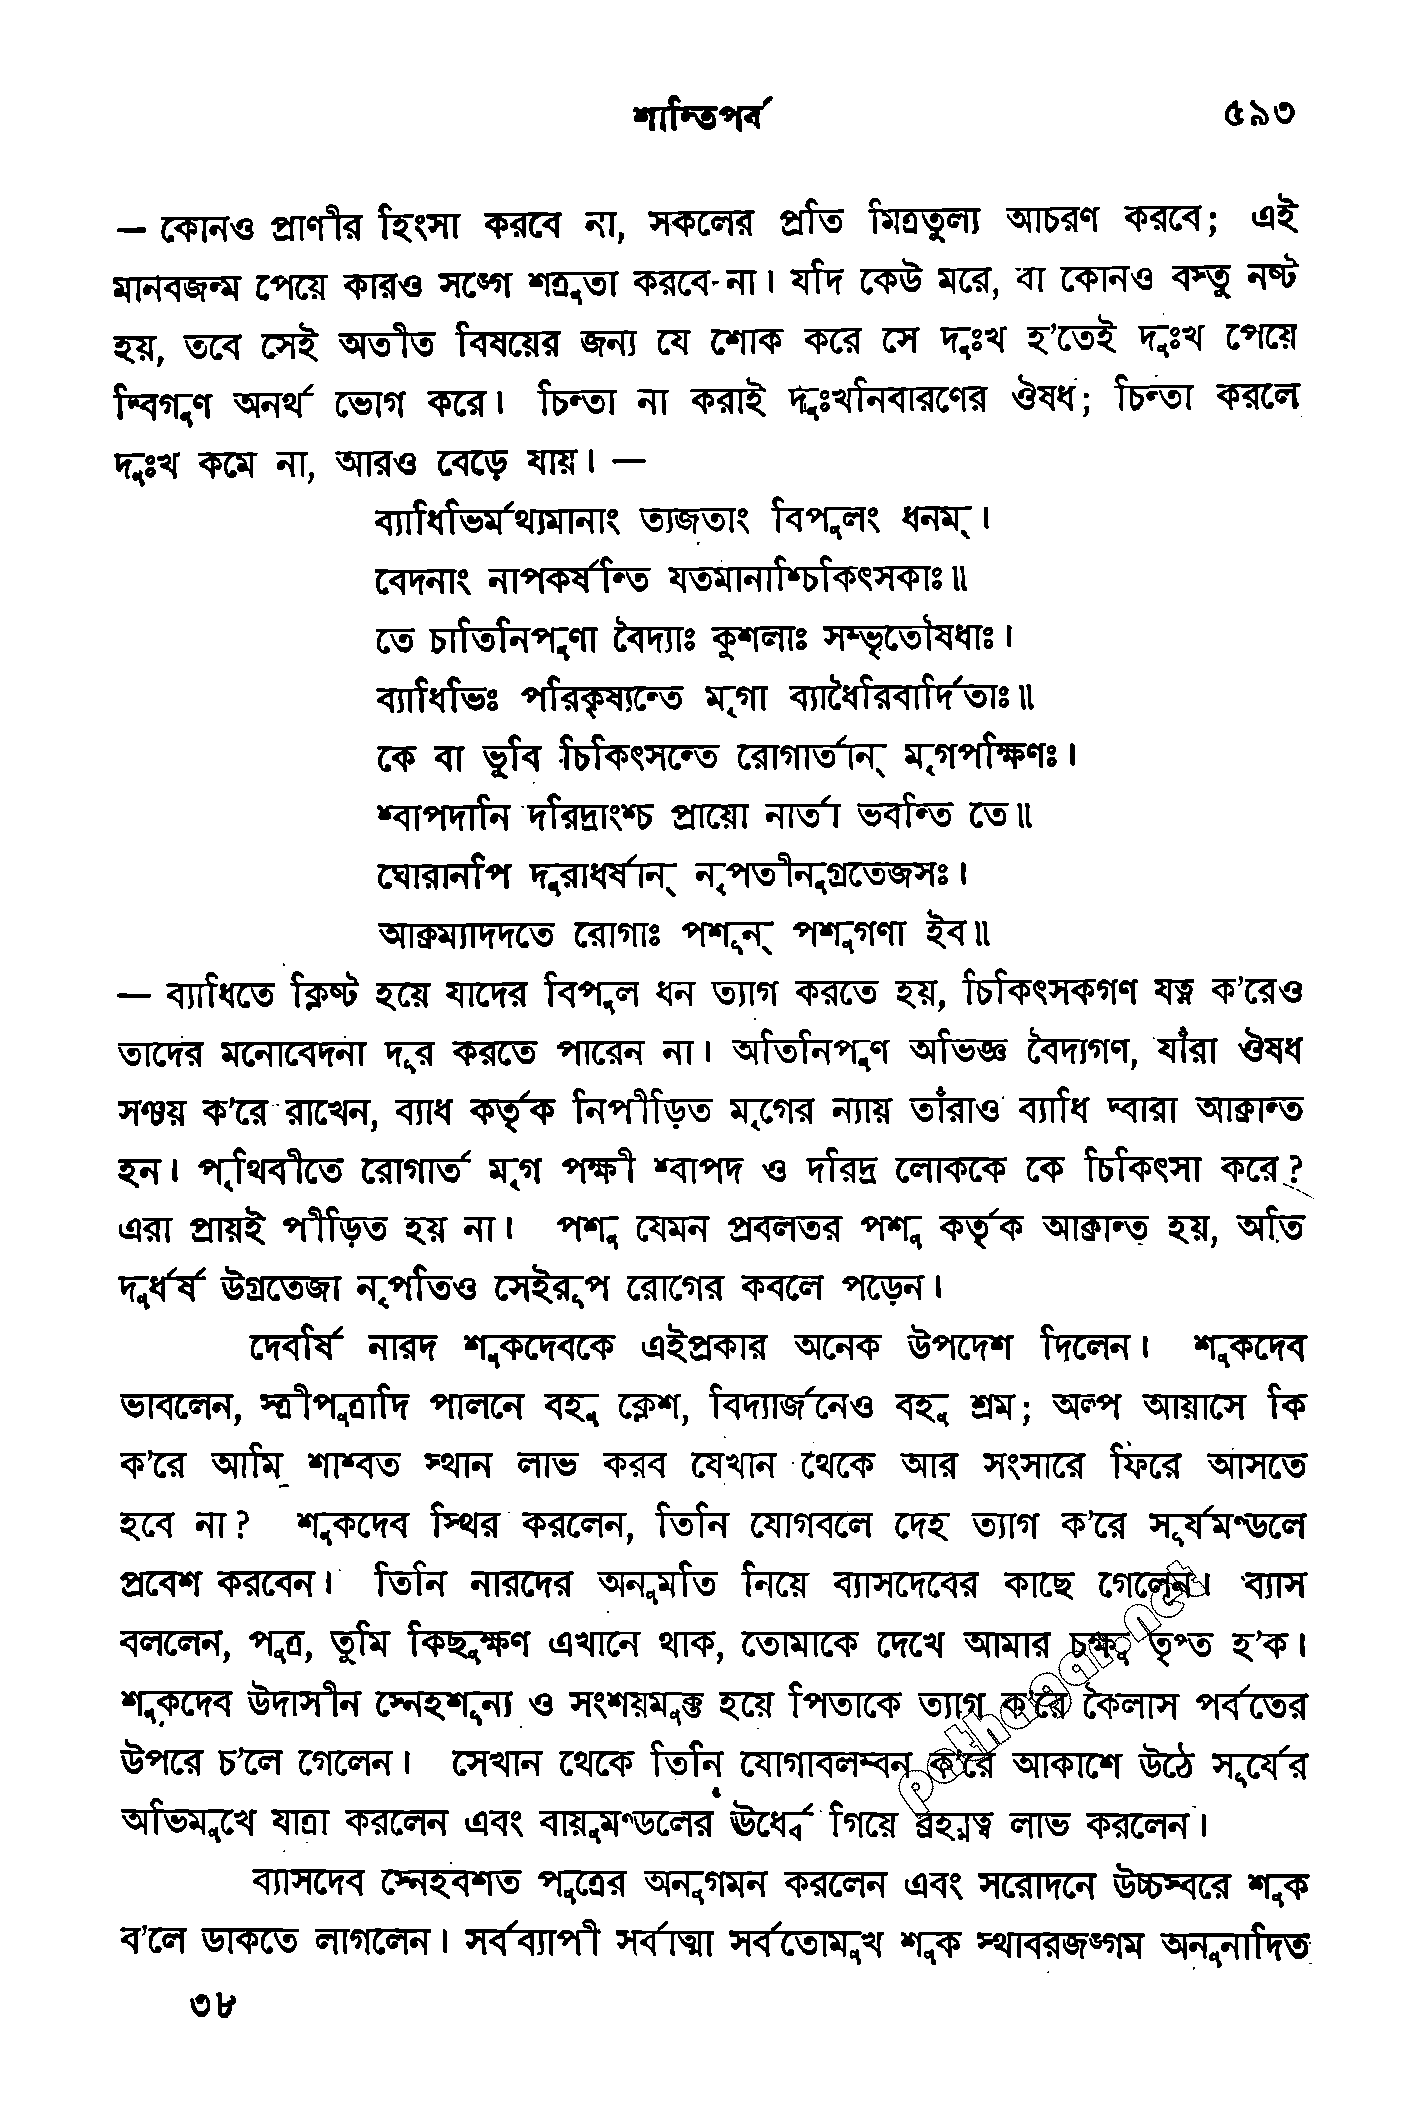 শান্তিপর্ব ৫৯৩
— কোনও প্রাণীর হিংসা করবে না, সকলের প্রতি মিত্রতুল্য আচরণ করবে; এই
মানবজন্ম পেয়ে কারও সঙ্গে শত্রুতা করবে না। যদি কেউ মরে, বা কোনও বস্তু নষ্ট
হয়, তবে সেই অতীত বিষয়ের জন্য যে শোক করে সে দুঃখ হ’তেই দুঃখ পেয়ে
দ্বিগুণ অনর্থ ভোগ করে। চিন্তা না করাই দুঃখনিবারণের ঔষধ; চিন্তা করলে
দুঃখ কমে না, আরও বেড়ে যায়। —
ব্যাধিভির্মথ্যমানাং ত্যজতাং বিপুলং ধনম্।
বেদনাং নাপকর্ষন্তি যতমানাশ্চিকিৎসকাঃ॥
তে চাতিনিপুণা বৈদ্যাঃ কুশলাঃ সম্ভৃতৌষধাঃ।
ব্যাধিভিঃ পরিকৃষ্যন্তে মৃগা ব্যাধৈরিবার্দিতাঃ॥
কে বা ভুবি চিকিৎসন্তে রোগার্তান্ মৃগপক্ষিণঃ।
শ্বাপদানি দরিদ্রাংশ্চ প্রায়ো নার্তা ভবন্তি তে॥
ঘোরানপি দুরাধর্ষান্ নৃপতীনুগ্রতেজসঃ।
আক্রম্যাদদতে রোগাঃ পশূন্ পশুগণা ইব॥
— ব্যাধিতে ক্লিষ্ট হয়ে যাদের বিপুল ধন ত্যাগ করতে হয়, চিকিৎসকগণ যত্ন ক’রেও
তাদের মনোবেদনা দূর করতে পারেন না। অতিনিপুণ অভিজ্ঞ বৈদ্যগণ, যাঁরা ঔষধ
সঞ্চয় ক’রে রাখেন, ব্যাধ কর্তৃক নিপীড়িত মৃগের ন্যায় তাঁরাও ব্যাধি দ্বারা আক্রান্ত
হন। পৃথিবীতে রোগার্ত মৃগ পক্ষী শ্বাপদ ও দরিদ্র লোককে কে চিকিৎসা করে?
এরা প্রায়ই পীড়িত হয় না। পশু যেমন প্রবলতর পশু কর্তৃক আক্রান্ত হয়, অতি
দুর্ধর্ষ উগ্রতেজা নৃপতিও সেইরূপ রোগের কবলে পড়েন।
দেবর্ষি নারদ শুকদেবকে এইপ্রকার অনেক উপদেশ দিলেন। শুকদেব
ভাবলেন, স্ত্রীপুত্রাদি পালনে বহু ক্লেশ, বিদ্যার্জনেও বহু শ্রম; অল্প আয়াসে কি
ক’রে আমি শাশ্বত স্থান লাভ করব যেখান থেকে আর সংসারে ফিরে আসতে
হবে না? শুকদেব স্থির করলেন, তিনি যোগবলে দেহ ত্যাগ ক’রে সূর্যমণ্ডলে
প্রবেশ করবেন। তিনি নারদের অনুমতি নিয়ে ব্যাসদেবের কাছে গেলেন। ব্যাস
বললেন, পুত্র, তুমি কিছুক্ষণ এখানে থাক, তোমাকে দেখে আমার চক্ষু তৃপ্ত হ’ক।
শুকদেব উদাসীন স্নেহশূন্য ও সংশয়মুক্ত হয়ে পিতাকে ত্যাগ ক’রে কৈলাস পর্বতের
উপরে চ’লে গেলেন। সেখান থেকে তিনি যোগাবলম্বন ক’রে আকাশে উঠে সূর্যের
অভিমুখে যাত্রা করলেন এবং বায়ুমণ্ডলের ঊর্ধ্বে গিয়ে ব্রহ্মত্ব লাভ করলেন।
ব্যাসদেব স্নেহবশত পুত্রের অনুগমন করলেন এবং সরোদনে উচ্চস্বরে শুক
ব’লে ডাকতে লাগলেন। সর্বব্যাপী সর্বাত্মা সর্বতোমুখ শুক স্থাবরজঙ্গম অনুনাদিত
৩৮